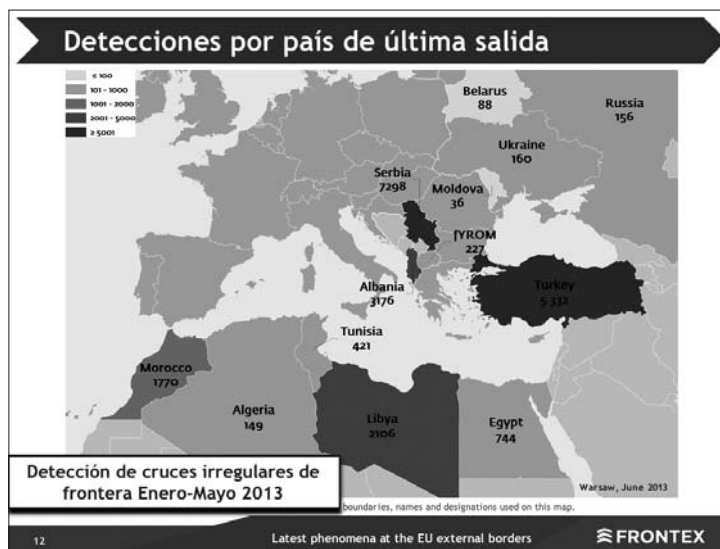 Detecciones por país de última salida
≤ 100
101 - 1000
1001 - 2000
2001 - 5000
≥ 5001
Belarus
88
Russia
156
Ukraine
160
Serbia
7298
Moldova
36
fYROM
227
Albania
3176
Turkey
5 332
Tunisia
421
Morocco
1770
Algeria
149
Libya
2106
Egypt
744
Detección de cruces irregulares de
frontera Enero-Mayo 2013
Warsaw, June 2013
boundaries, names and designations used on this map.
12
Latest phenomena at the EU external borders
FRONTEX